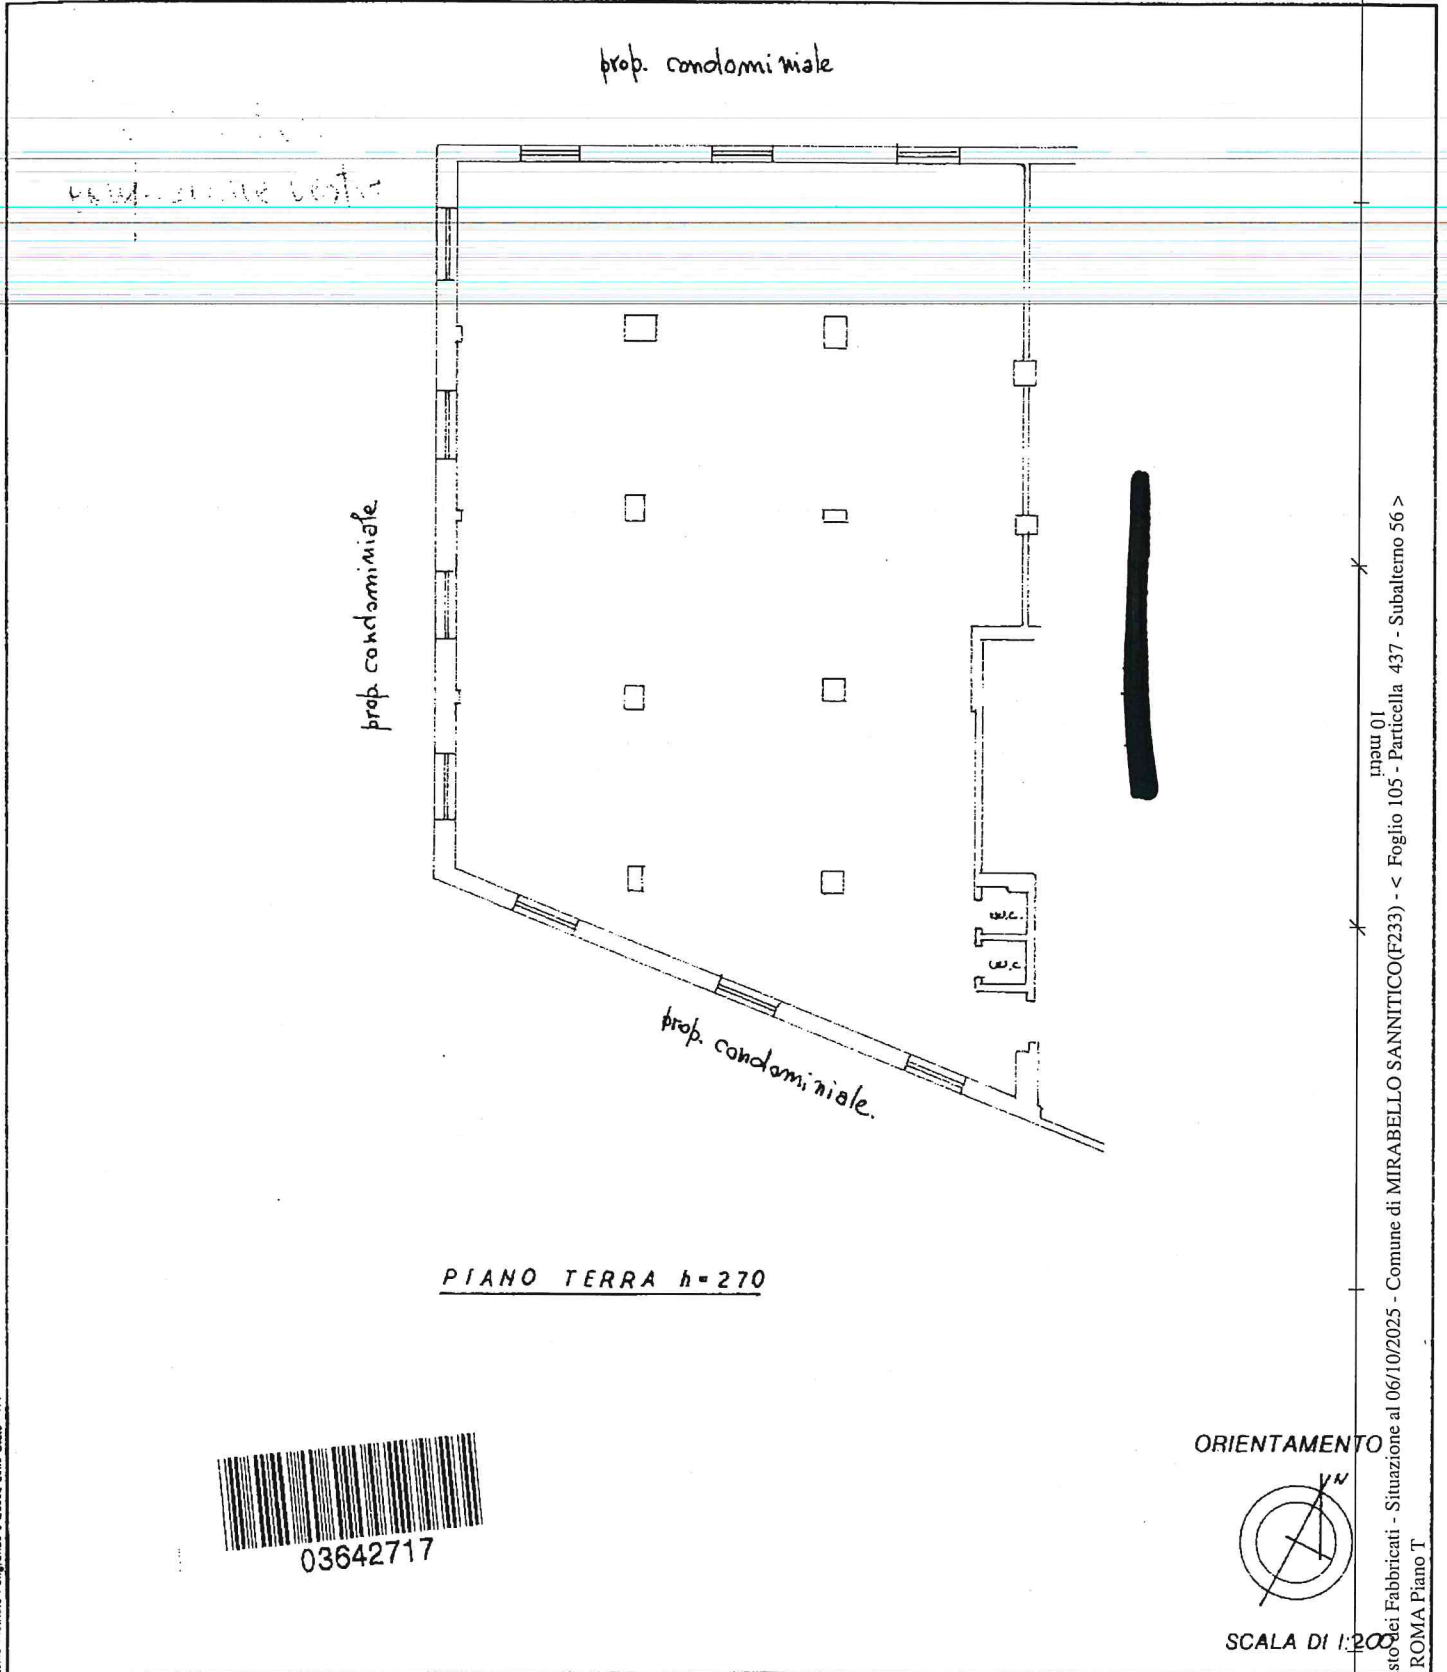 prop. condominiale
prop. condominiale
w.c.
w.c.
prop. condominiale.
PIANO TERRA h=270
03642717
ORIENTAMENTO
N
SCALA DI 1:200
10 metri
dei Fabbricati - Situazione al 06/10/2025 - Comune di MIRABELLO SANNITICO(F233) - < Foglio 105 - Particella 437 - Subalterno 56 >
ROMA Piano T